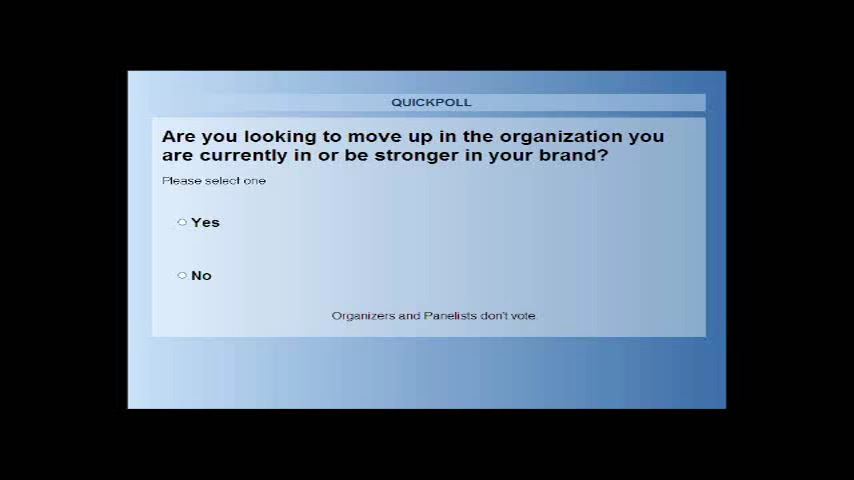 QUICKPOLL
Are you looking to move up in the organization you
are currently in or be stronger in your brand?
Please select one
Yes
No
Organizers and Panelists don't vote.